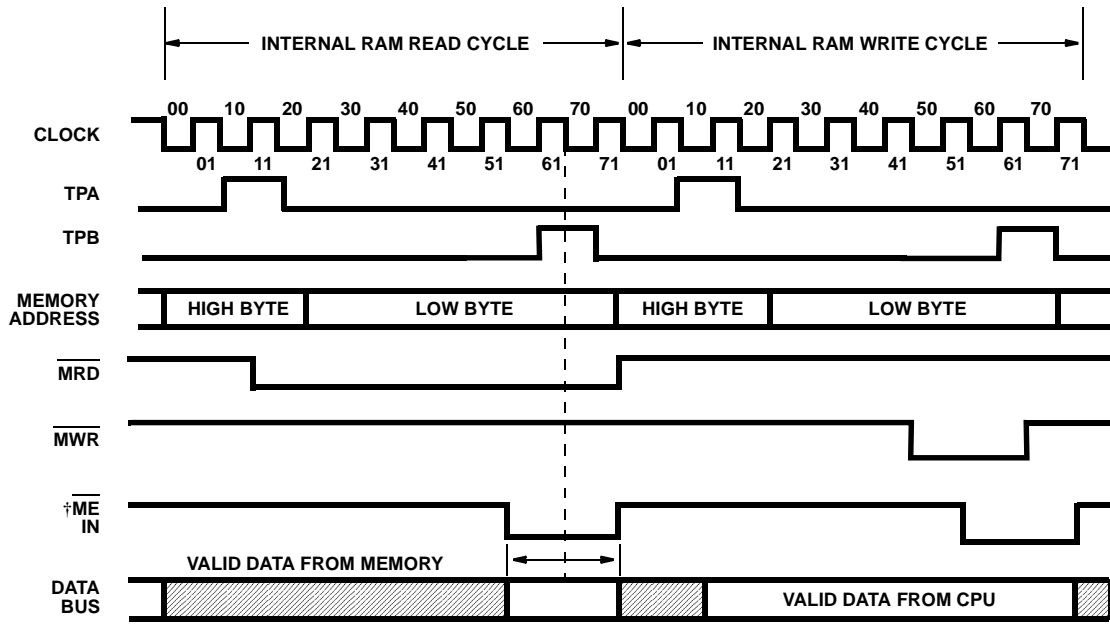 INTERNAL RAM READ CYCLE INTERNAL RAM WRITE CYCLE
00 10 20 30 40 50 60 70 00 10 20 30 40 50 60 70
CLOCK
01 11 21 31 41 51 61 71 01 11 21 31 41 51 61 71
TPA
TPB
MEMORY
ADDRESS
HIGH BYTE LOW BYTE HIGH BYTE LOW BYTE
MRD
MWR
†ME
IN
VALID DATA FROM MEMORY
DATA
BUS
VALID DATA FROM CPU